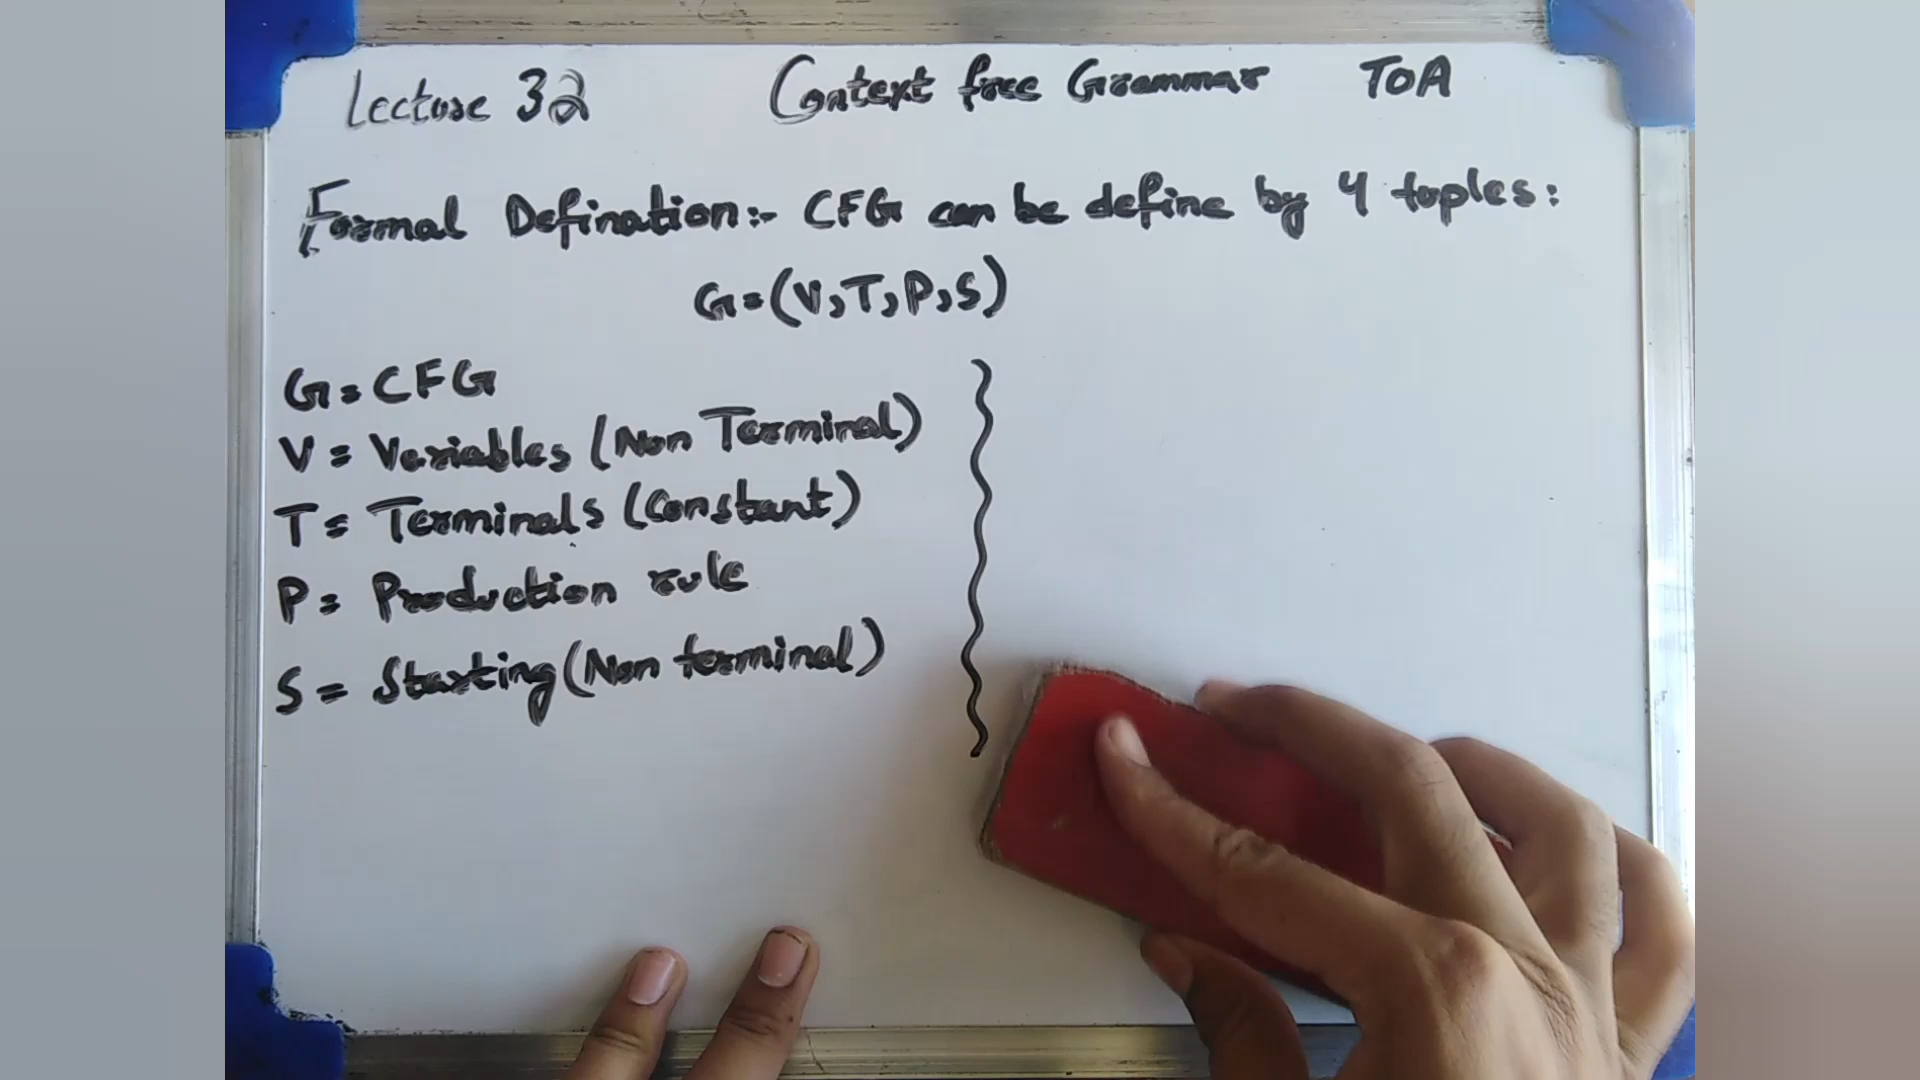 Lecture 32 Context free Grammar TOA
Formal Defination:- CFG can be define by 4 tuples:
G=(V,T,P,S)
G=CFG
V = Variables (Non Terminal)
T = Terminals (Constant)
P = Production rule
S = Starting (Non terminal)